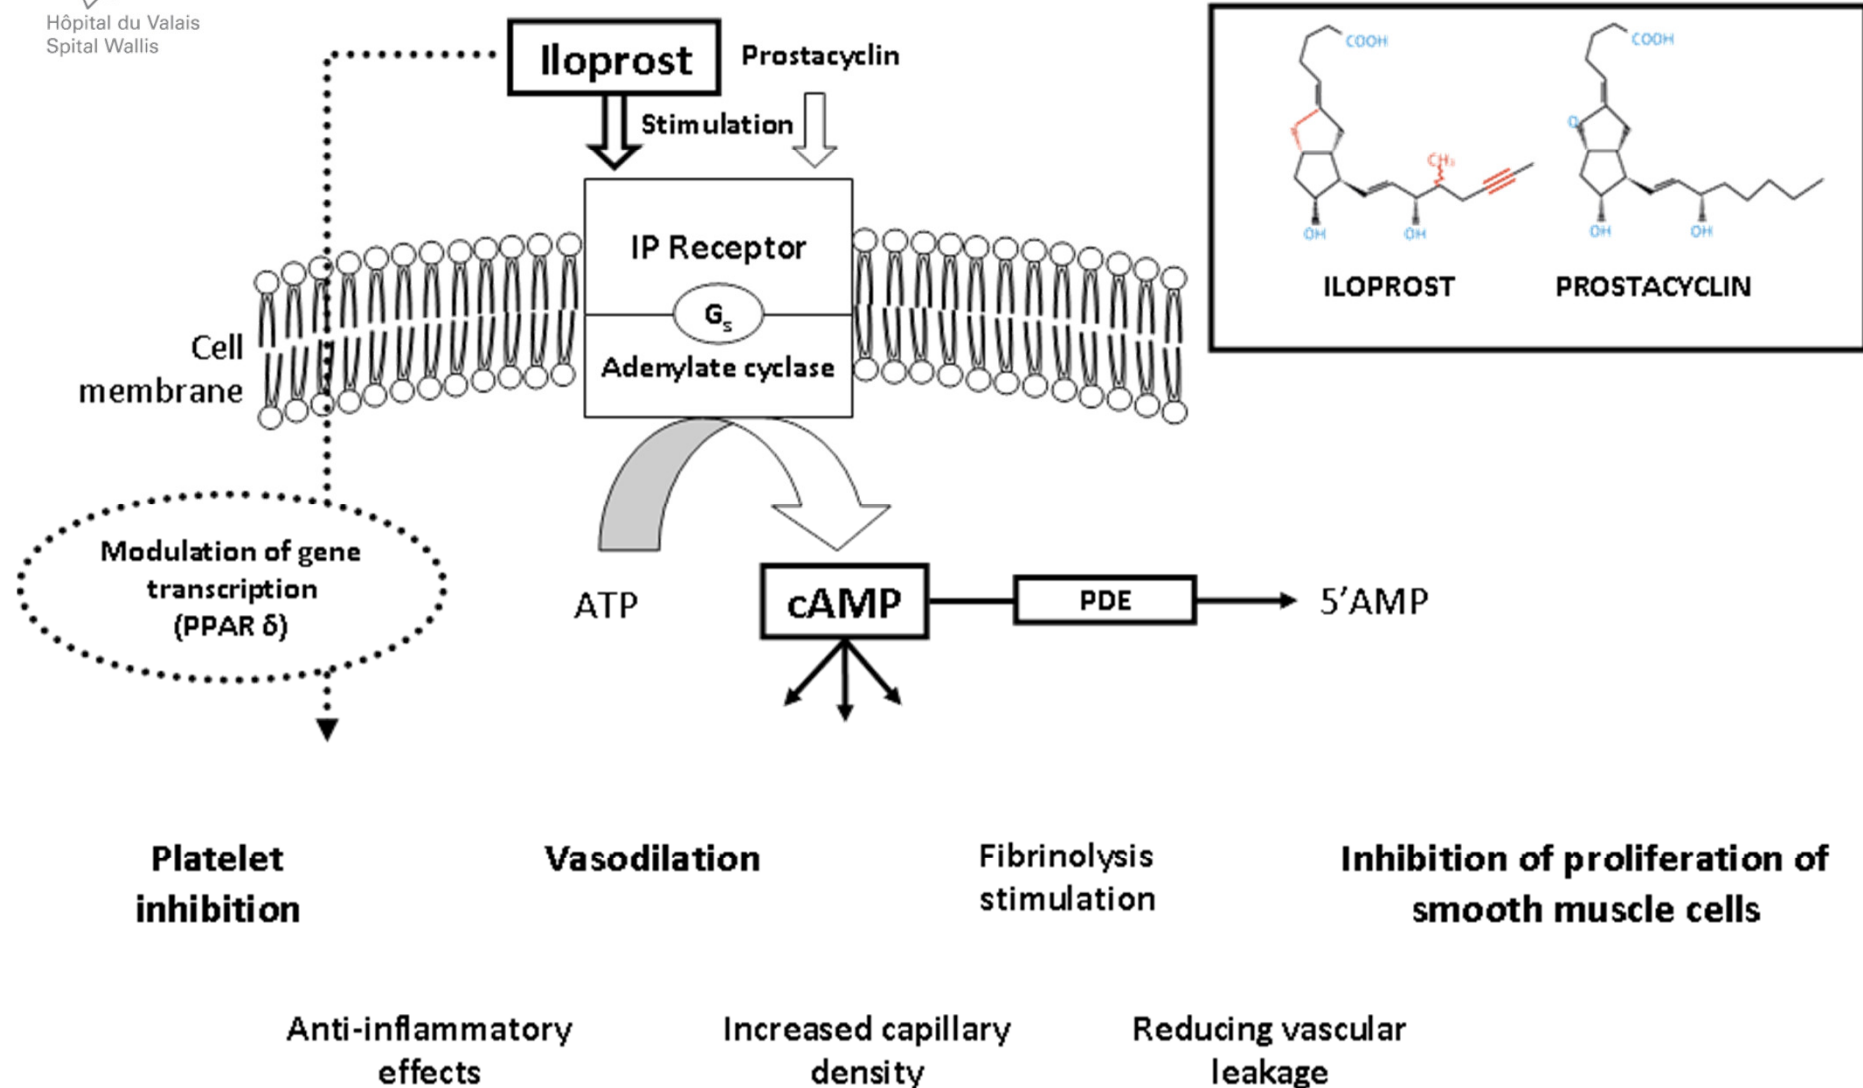 Hôpital du Valais
Spital Wallis
Iloprost
Prostacyclin
Stimulation
IP Receptor
Gs
Adenylate cyclase
Cell
membrane
Modulation of gene
transcription
(PPAR δ)
ATP
cAMP
PDE
5’AMP
COOH
CH₃
OH
OH
ILOPROST
COOH
O
OH
OH
PROSTACYCLIN
Platelet
inhibition
Vasodilation
Fibrinolysis
stimulation
Inhibition of proliferation of
smooth muscle cells
Anti-inflammatory
effects
Increased capillary
density
Reducing vascular
leakage